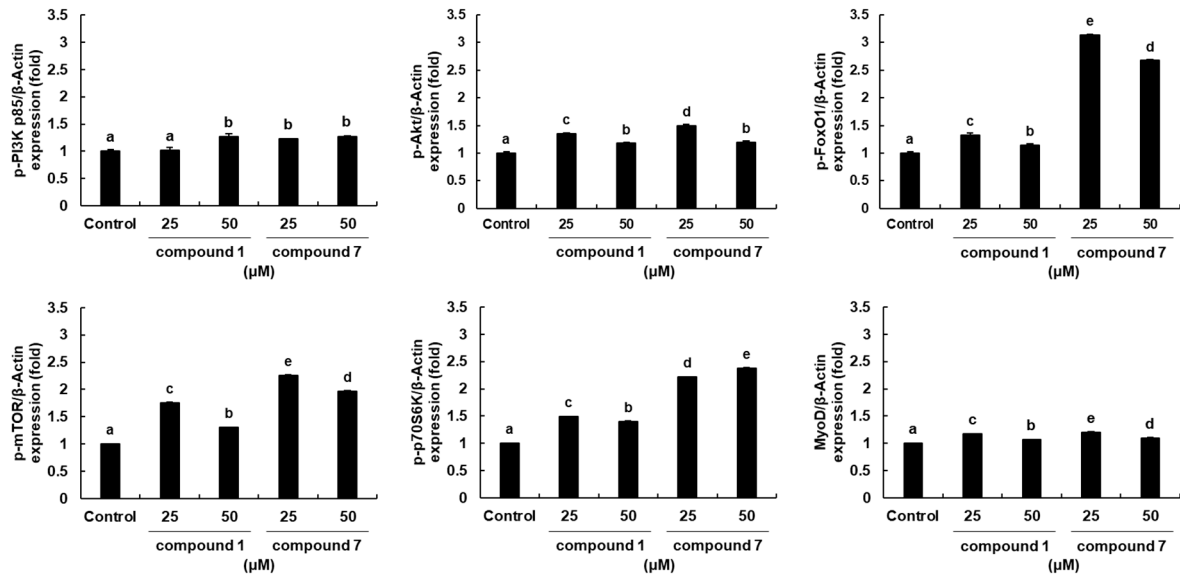 p-PI3K p85/β-Actin
expression (fold)
3.5
3
2.5
2
1.5
1
0.5
0
a
a
b
b
b
Control
25
50
25
50
compound 1
compound 7
(µM)
p-Akt/β-Actin
expression (fold)
3.5
3
2.5
2
1.5
1
0.5
0
a
c
b
d
b
Control
25
50
25
50
compound 1
compound 7
(µM)
p-FoxO1/β-Actin
expression (fold)
3.5
3
2.5
2
1.5
1
0.5
0
a
c
b
e
d
Control
25
50
25
50
compound 1
compound 7
(µM)
p-mTOR/β-Actin
expression (fold)
3.5
3
2.5
2
1.5
1
0.5
0
a
c
b
e
d
Control
25
50
25
50
compound 1
compound 7
(µM)
p-p70S6K/β-Actin
expression (fold)
3.5
3
2.5
2
1.5
1
0.5
0
a
c
b
d
e
Control
25
50
25
50
compound 1
compound 7
(µM)
MyoD/β-Actin
expression (fold)
3.5
3
2.5
2
1.5
1
0.5
0
a
c
b
e
d
Control
25
50
25
50
compound 1
compound 7
(µM)